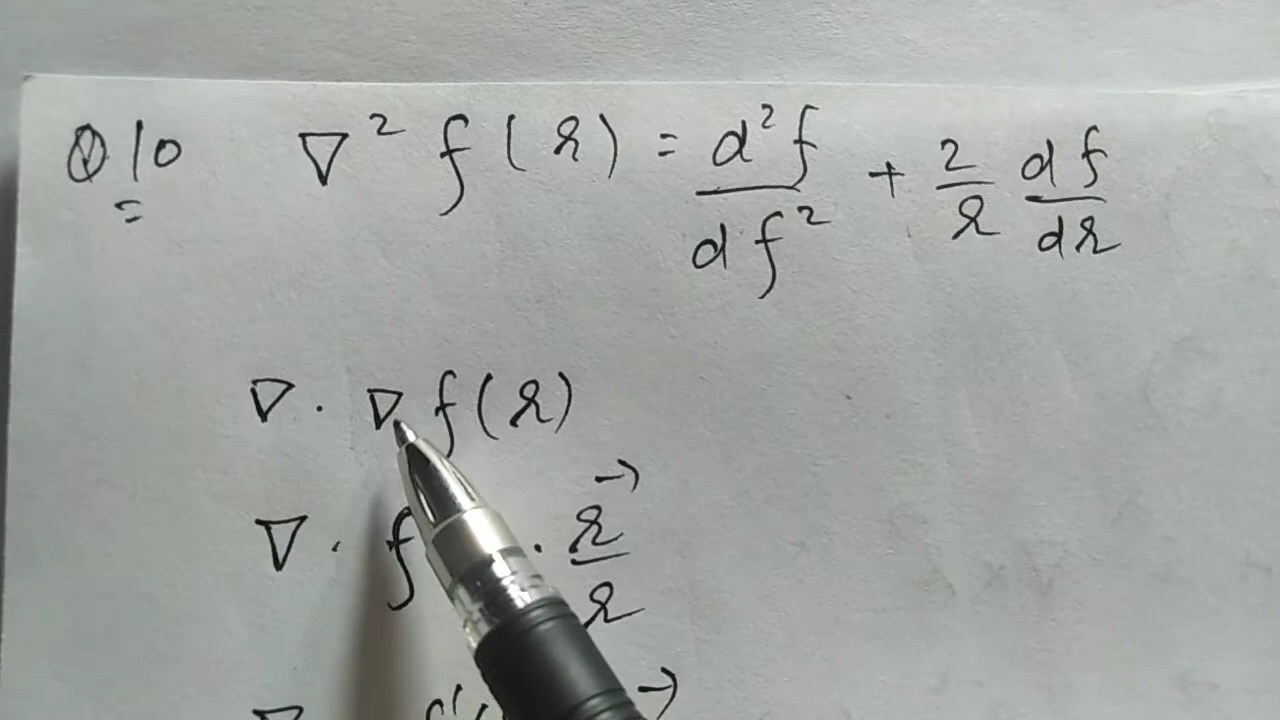 Q10 ∇² f(r) = d²f/df² + 2/r df/dr
∇ · ∇ f(r)
∇ · f · r⃗/r
∇ f'( →